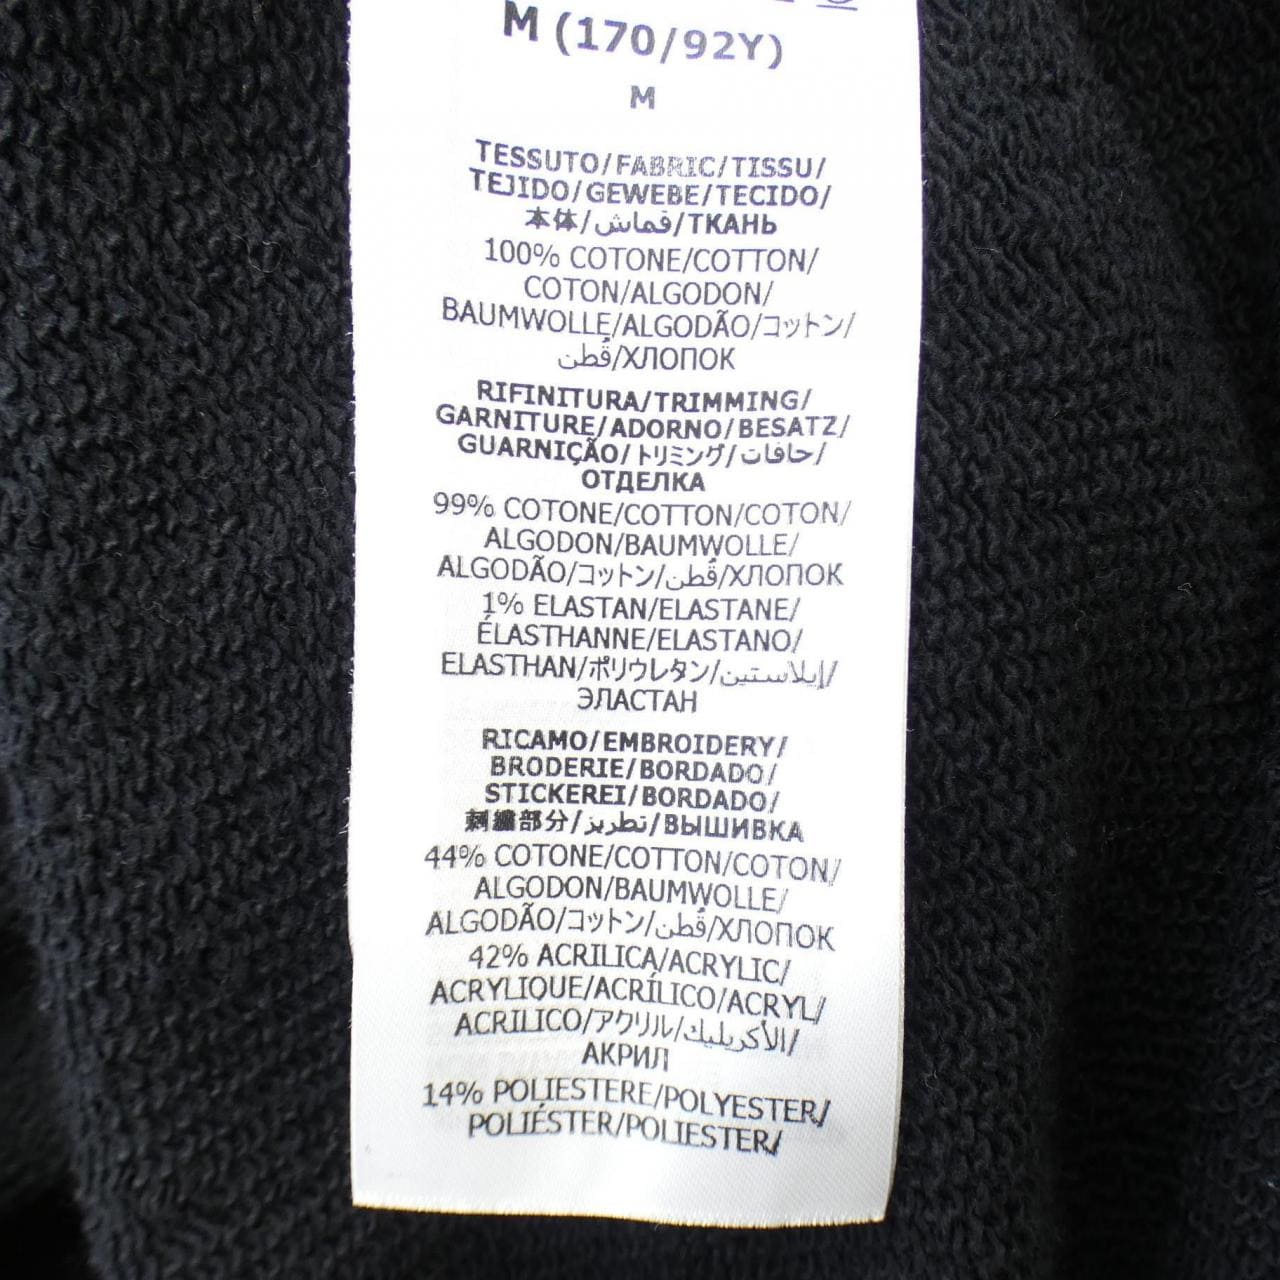 M (170/92Y)
M
TESSUTO/FABRIC/TISSU/
TEJIDO/GEWEBE/TECIDO/
本体/قماش/ТКАНЬ
100% COTONE/COTTON/
COTON/ALGODON/
BAUMWOLLE/ALGODÃO/コットン/
قُطن/ХЛОПОК
RIFINITURA/TRIMMING/
GARNITURE/ADORNO/BESATZ/
GUARNIÇÃO/トリミング/حافات/
ОТДЕЛКА
99% COTONE/COTTON/COTON/
ALGODON/BAUMWOLLE/
ALGODÃO/コットン/قُطن/ХЛОПОК
1% ELASTAN/ELASTANE/
ÉLASTHANNE/ELASTANO/
ELASTHAN/ポリウレタン/إيلاستين/
ЭЛАСТАН
RICAMO/EMBROIDERY/
BRODERIE/BORDADO/
STICKEREI/BORDADO/
刺繍部分/تطريز/ВЫШИВКА
44% COTONE/COTTON/COTON/
ALGODON/BAUMWOLLE/
ALGODÃO/コットン/قُطن/ХЛОПОК
42% ACRILICA/ACRYLIC/
ACRYLIQUE/ACRÍLICO/ACRYL/
ACRILICO/アクリル/الأكريليك/
АКРИЛ
14% POLIESTERE/POLYESTER/
POLIÉSTER/POLIESTER/